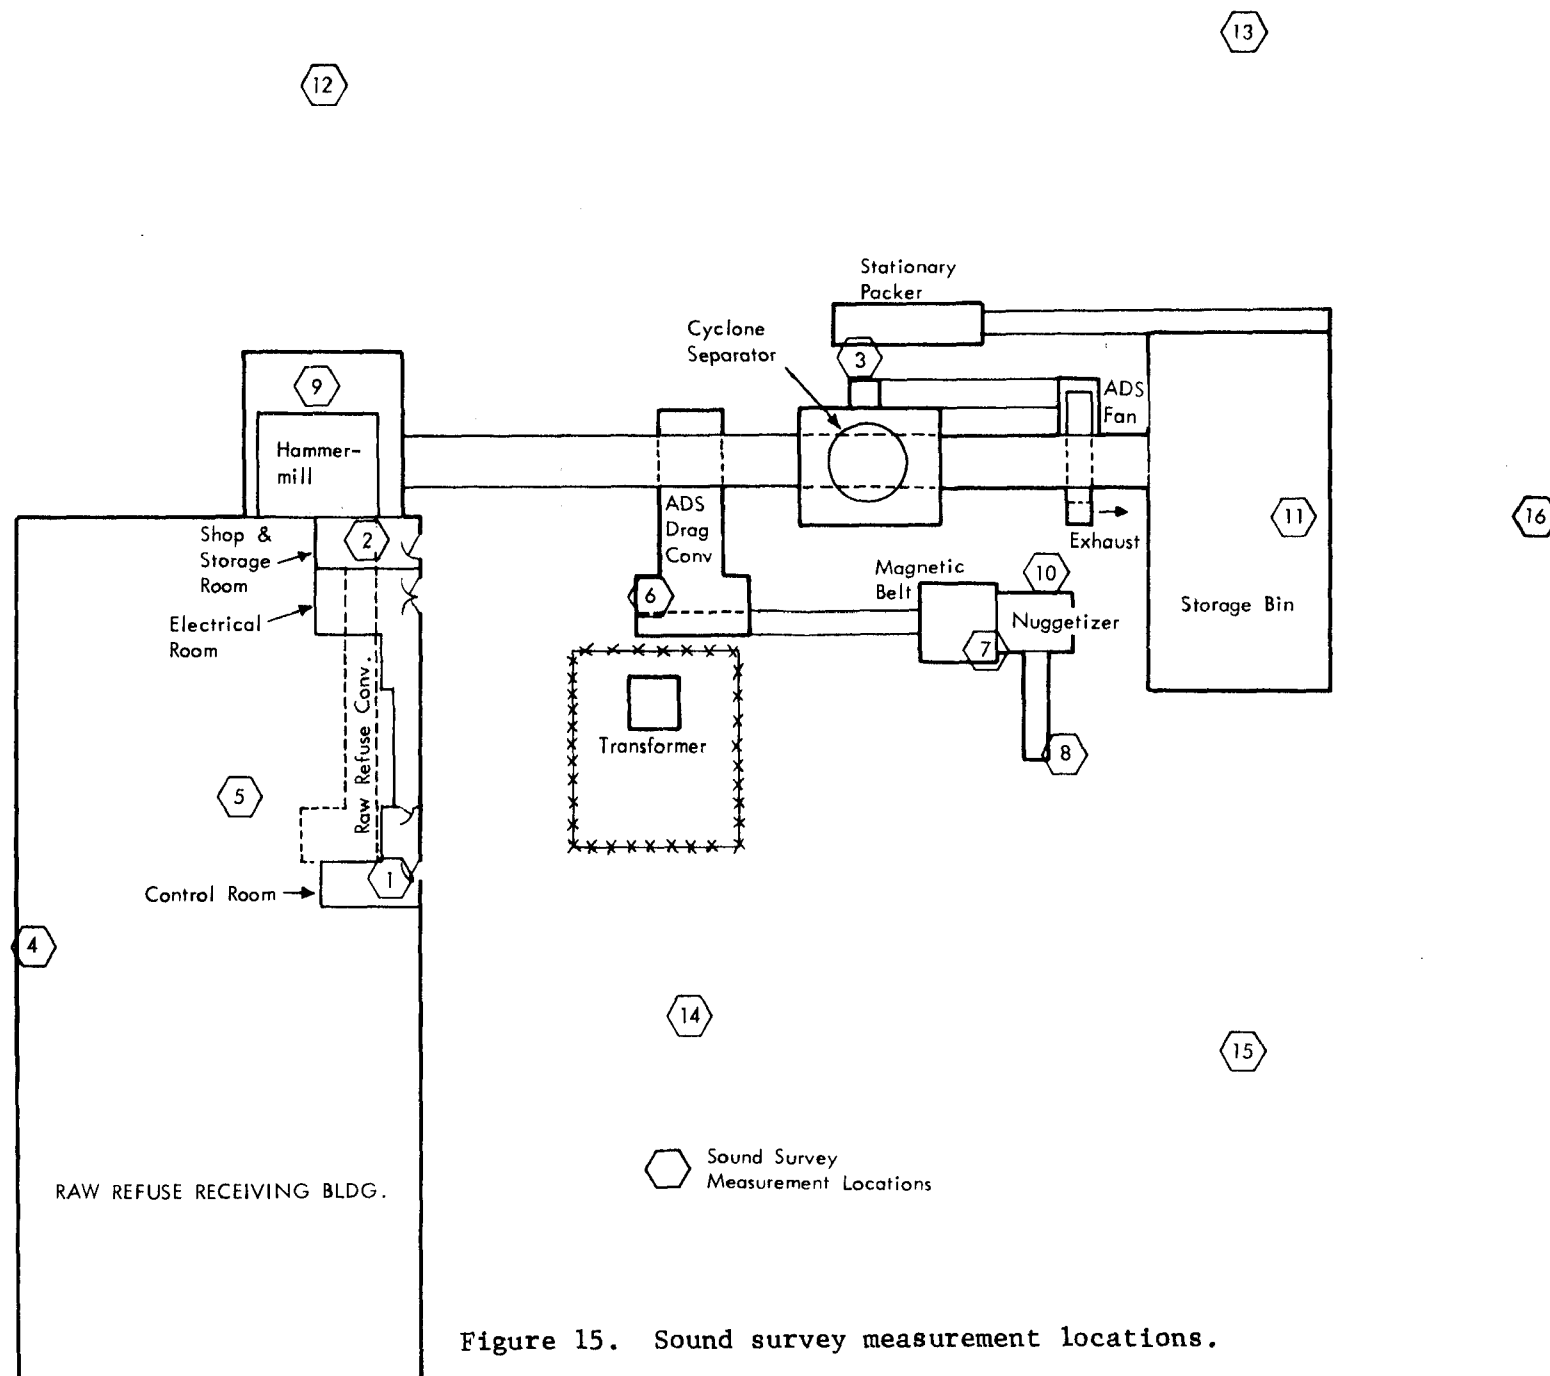 13
12
Stationary
Packer
Cyclone
Separator
3
9
ADS
Fan
Hammer-
mill
ADS
Drag
Conv
11
16
Shop &
Storage
Room
2
Exhaust
Magnetic
Belt
10
6
Storage Bin
Electrical
Room
Nuggetizer
7
Raw Refuse Conv.
Transformer
8
5
1
Control Room
4
14
15
Sound Survey
Measurement Locations
RAW REFUSE RECEIVING BLDG.
Figure 15. Sound survey measurement locations.